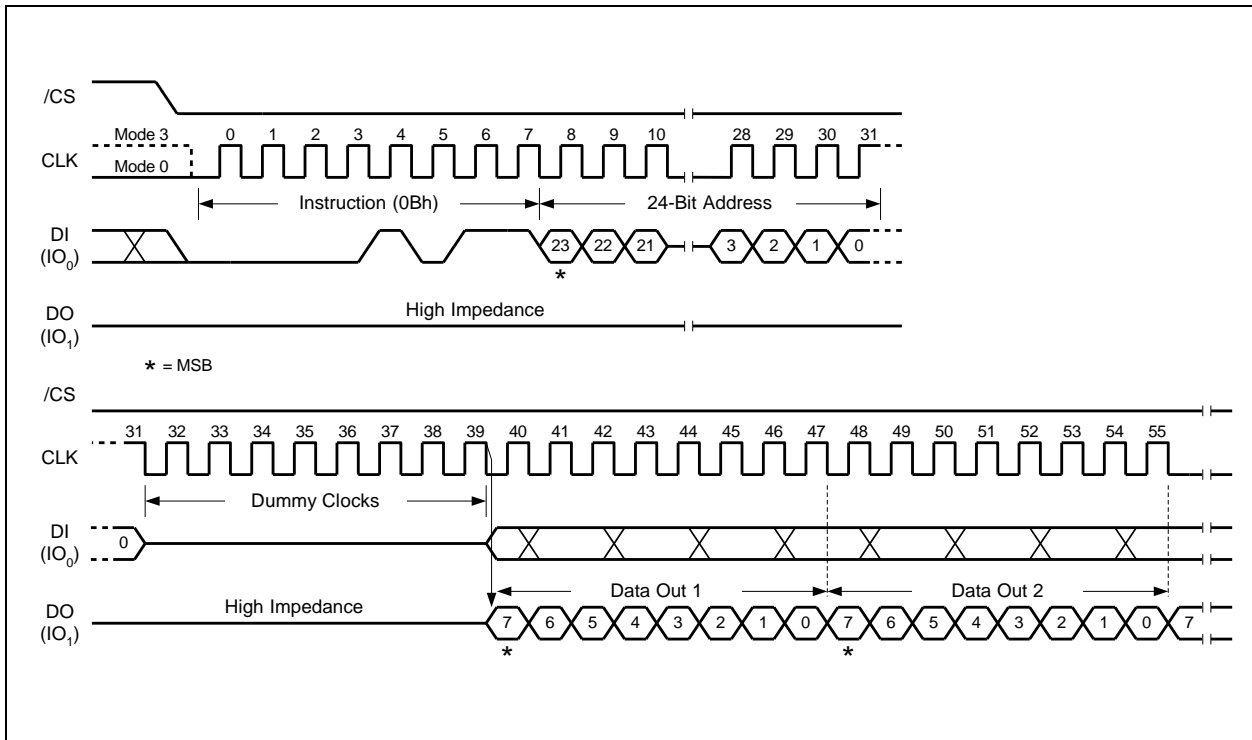 /CS
Mode 3 0 1 2 3 4 5 6 7 8 9 10 28 29 30 31
CLK
Mode 0
Instruction (0Bh) 24-Bit Address
DI
(IO0) 23 22 21 3 2 1 0
*
High Impedance
DO
(IO1)
* = MSB
/CS
31 32 33 34 35 36 37 38 39 40 41 42 43 44 45 46 47 48 49 50 51 52 53 54 55
CLK
Dummy Clocks
DI
(IO0) 0
Data Out 1 Data Out 2
High Impedance
DO
(IO1) 7 6 5 4 3 2 1 0 7 6 5 4 3 2 1 0 7
* *